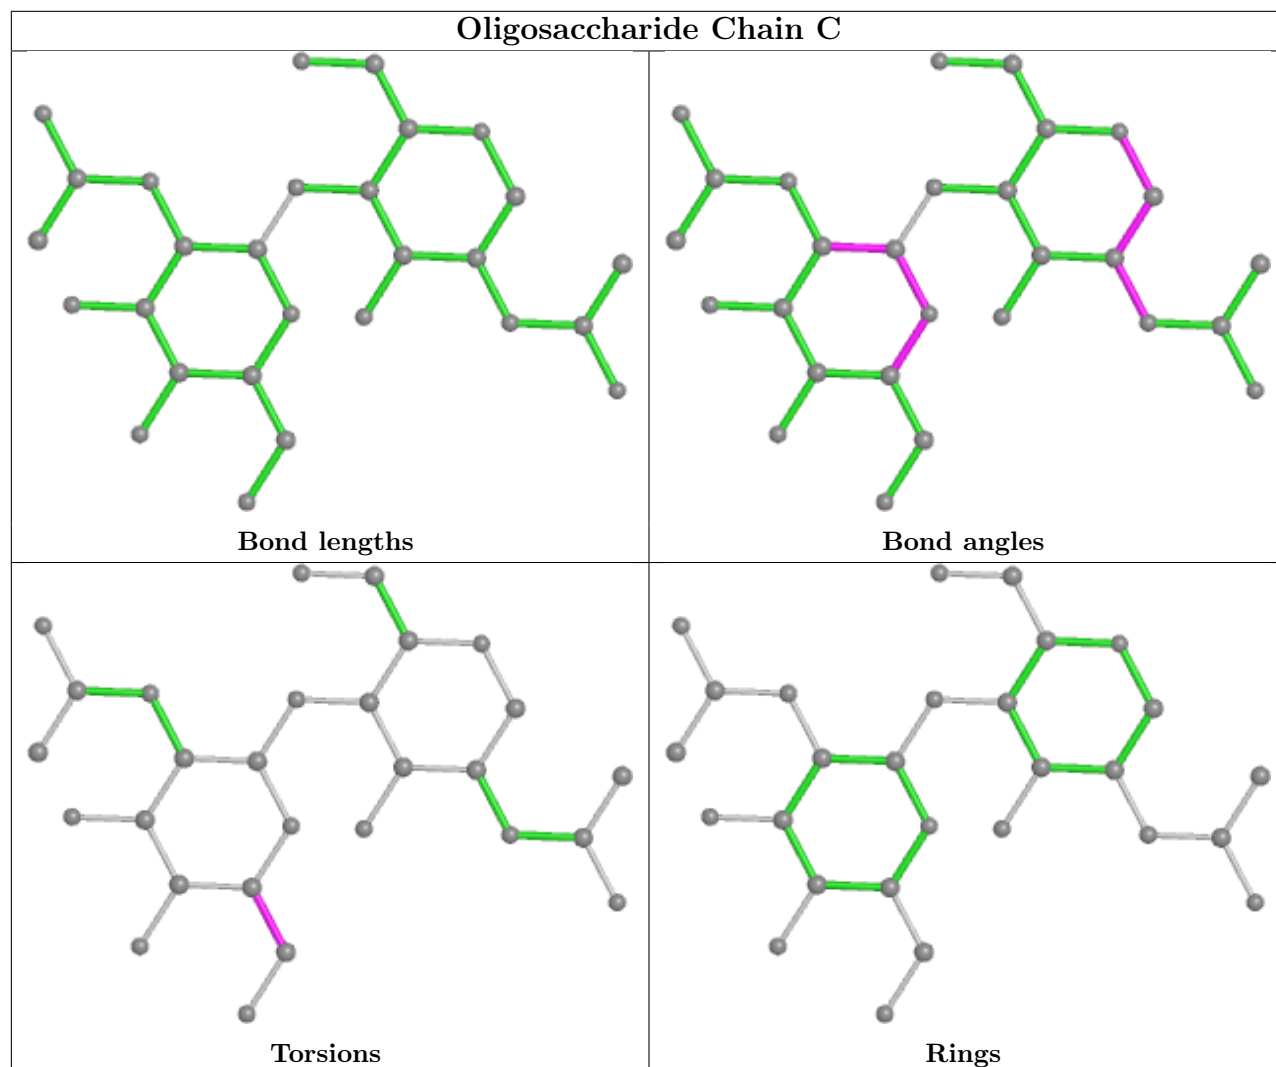 Oligosaccharide Chain C
Bond lengths
Bond angles
Torsions
Rings